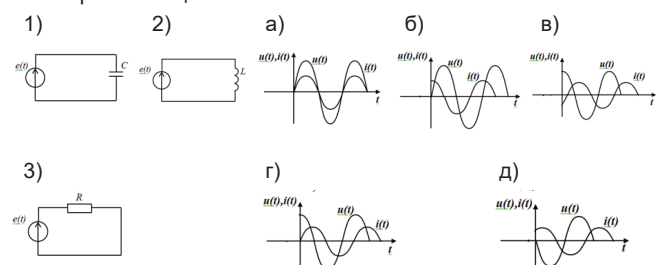 1) 2) а) б) в)
e(t) C e(t) L u(t),i(t) u(t) i(t) t u(t),i(t) u(t) i(t) t u(t),i(t) u(t) i(t) t
3) г) д)
R e(t) u(t),i(t) u(t) i(t) t u(t),i(t) u(t) i(t) t